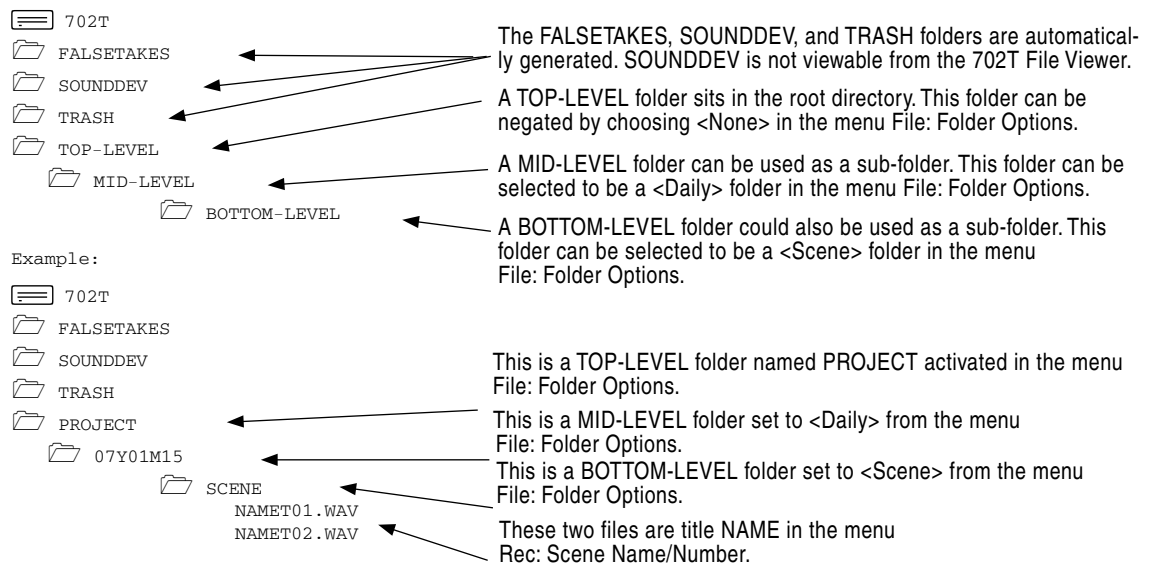 702T
FALSETAKES
SOUNDDEV
TRASH
TOP-LEVEL
MID-LEVEL
BOTTOM-LEVEL
The FALSETAKES, SOUNDDEV, and TRASH folders are automatical-
ly generated. SOUNDDEV is not viewable from the 702T File Viewer.
A TOP-LEVEL folder sits in the root directory. This folder can be
negated by choosing <None> in the menu File: Folder Options.
A MID-LEVEL folder can be used as a sub-folder. This folder can be
selected to be a <Daily> folder in the menu File: Folder Options.
A BOTTOM-LEVEL folder could also be used as a sub-folder. This
folder can be selected to be a <Scene> folder in the menu
File: Folder Options.
Example:
702T
FALSETAKES
SOUNDDEV
TRASH
PROJECT
07Y01M15
SCENE
NAMET01.WAV
NAMET02.WAV
This is a TOP-LEVEL folder named PROJECT activated in the menu
File: Folder Options.
This is a MID-LEVEL folder set to <Daily> from the menu
File: Folder Options.
This is a BOTTOM-LEVEL folder set to <Scene> from the menu
File: Folder Options.
These two files are title NAME in the menu
Rec: Scene Name/Number.